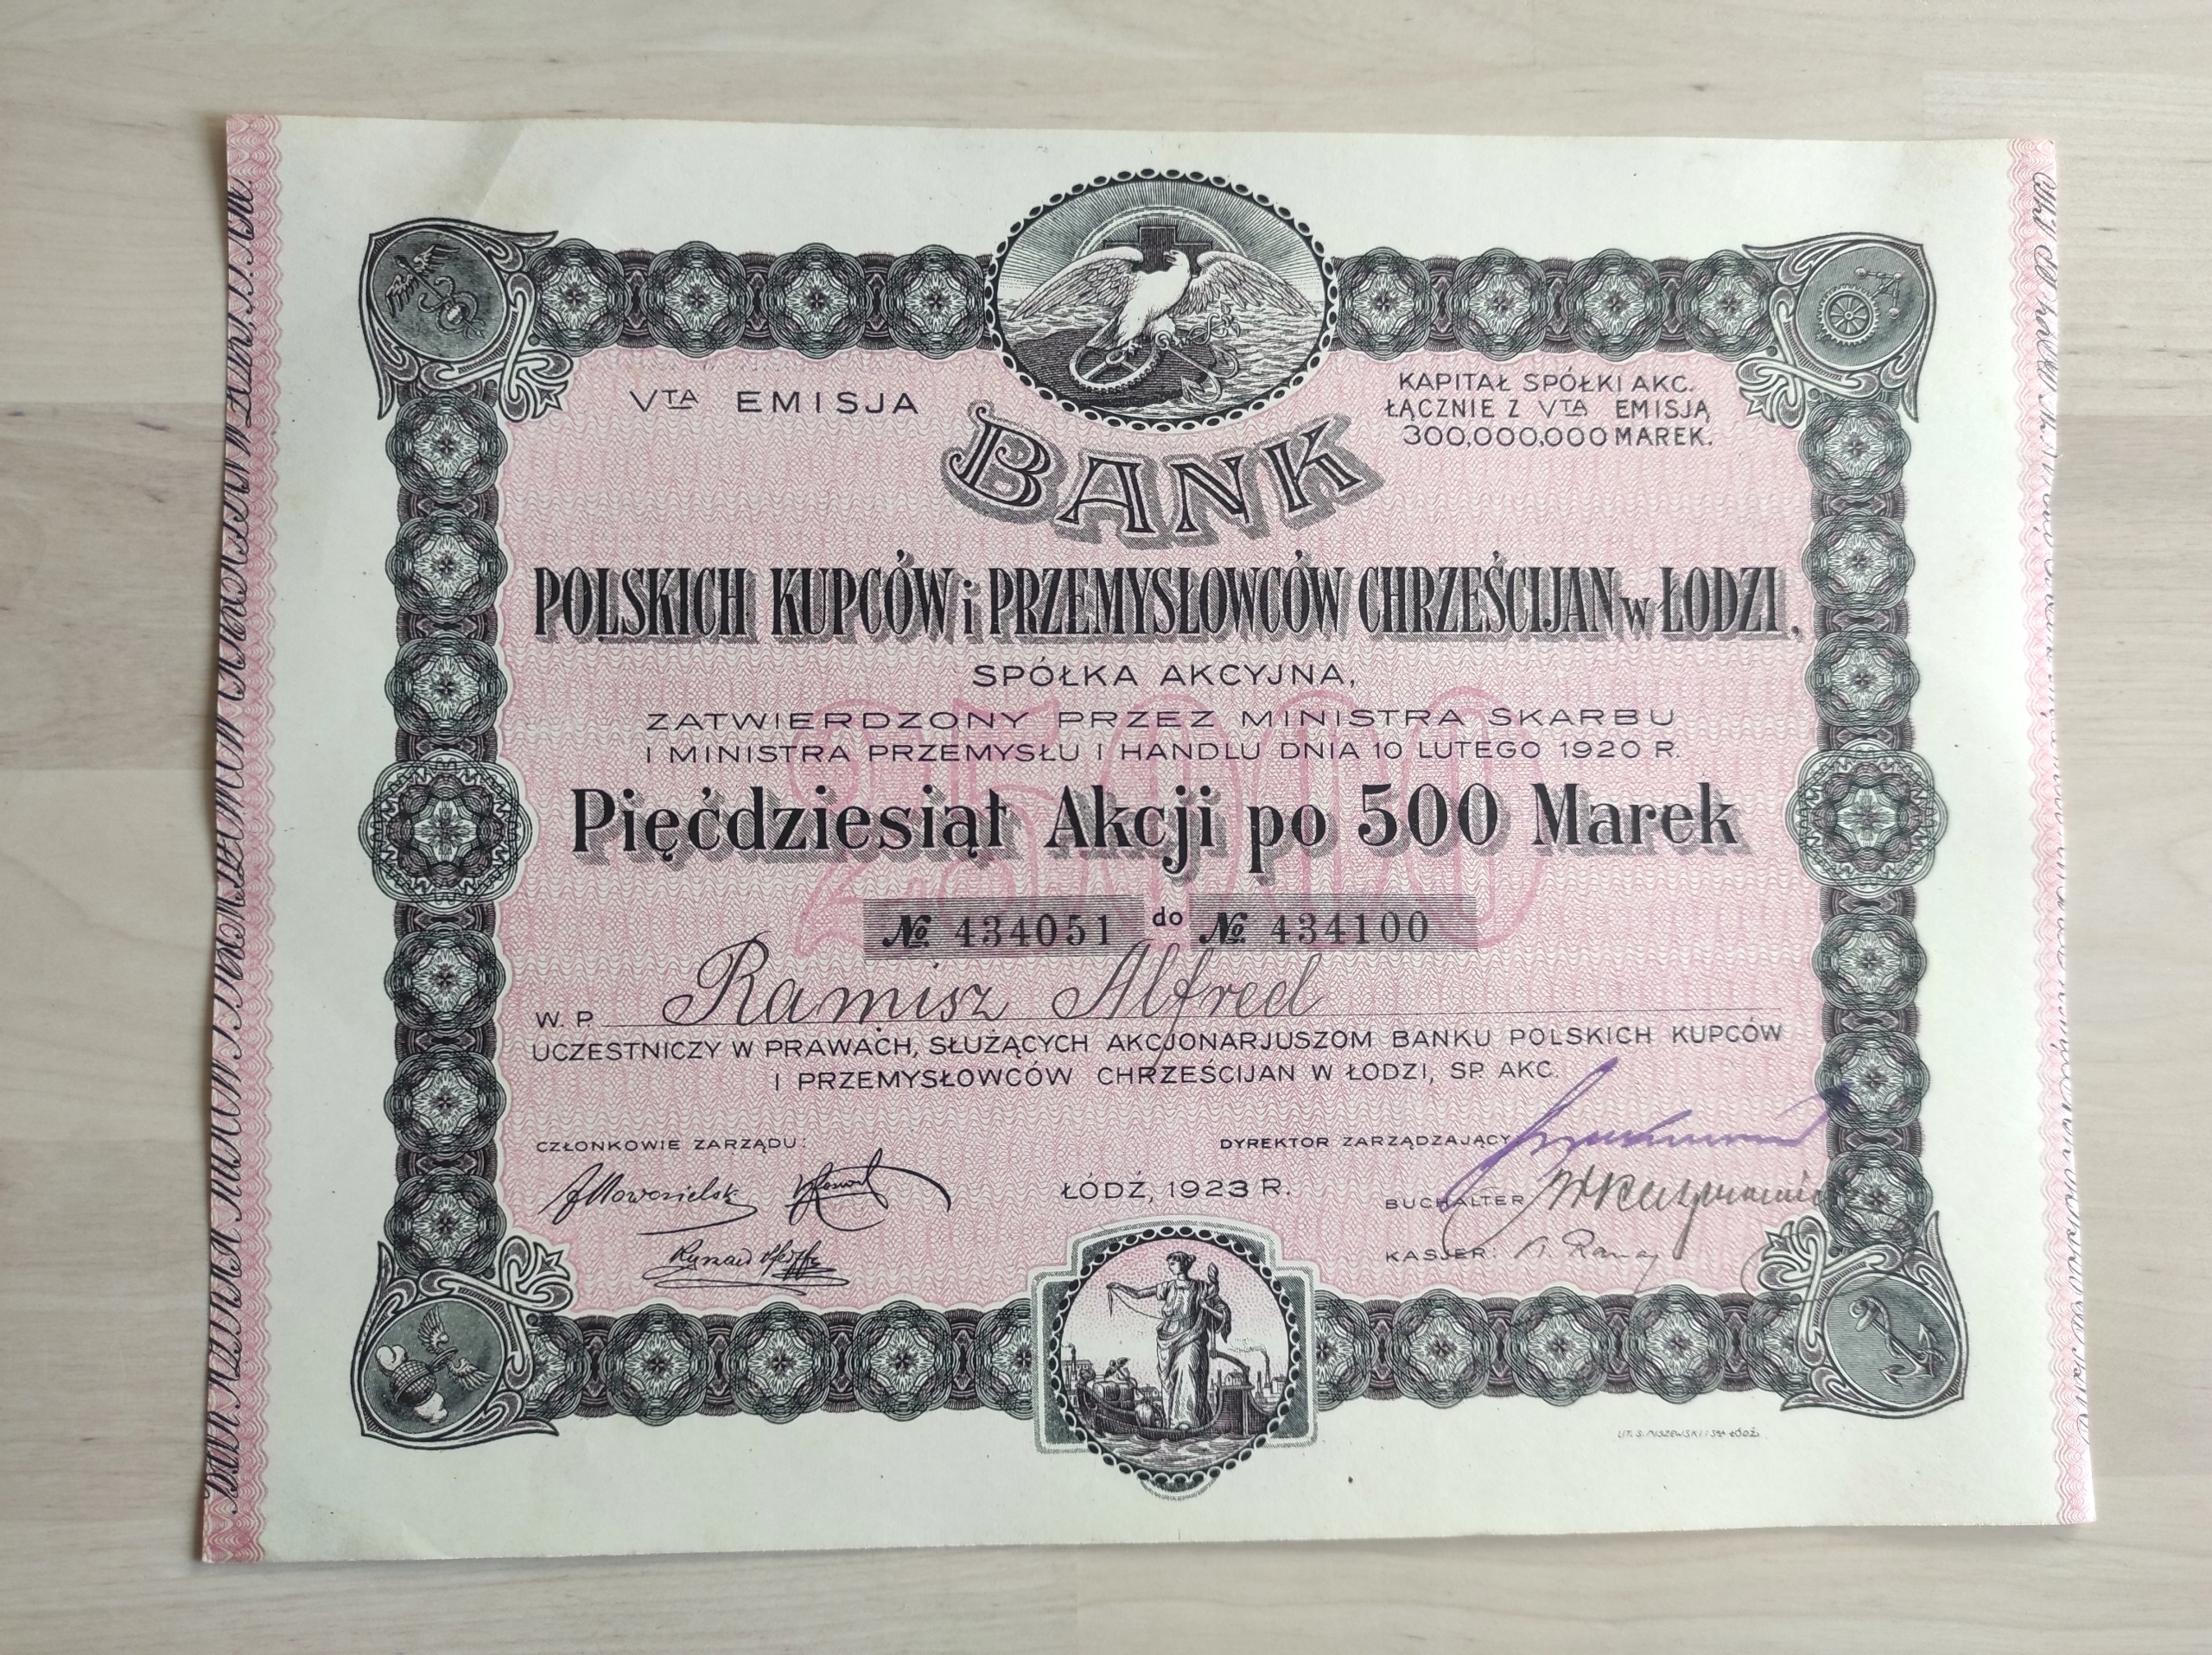 Vta EMISJA
KAPITAŁ SPÓŁKI AKC.
ŁĄCZNIE Z Vta EMISJĄ
300,000,000 MAREK.
BANK
POLSKICH KUPCÓW i PRZEMYSŁOWCÓW CHRZEŚCIJAN w ŁODZI,
SPÓŁKA AKCYJNA,
ZATWIERDZONY PRZEZ MINISTRA SKARBU
I MINISTRA PRZEMYSŁU I HANDLU DNIA 10 LUTEGO 1920 R.
25000
Pięćdziesiąt Akcji po 500 Marek
№ 434051 do № 434100
W. P. Ramisz Alfred
UCZESTNICZY W PRAWACH, SŁUŻĄCYCH AKCJONARJUSZOM BANKU POLSKICH KUPCÓW
I PRZEMYSŁOWCÓW CHRZEŚCIJAN W ŁODZI, SP. AKC.
CZŁONKOWIE ZARZĄDU:
DYREKTOR ZARZĄDZAJĄCY
ŁÓDŹ, 1923 R.
BUCHALTER
KASJER: